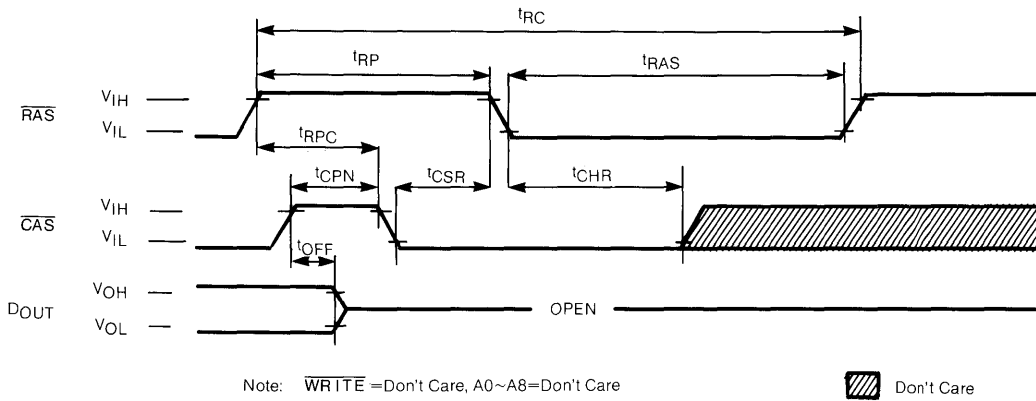 tRC
tRP
tRAS
RAS
VIH
VIL
tRPC
tCPN
tCSR
tCHR
CAS
VIH
VIL
tOFF
DOUT
VOH
VOL
OPEN
Note: WRITE =Don't Care, A0~A8=Don't Care
Don't Care